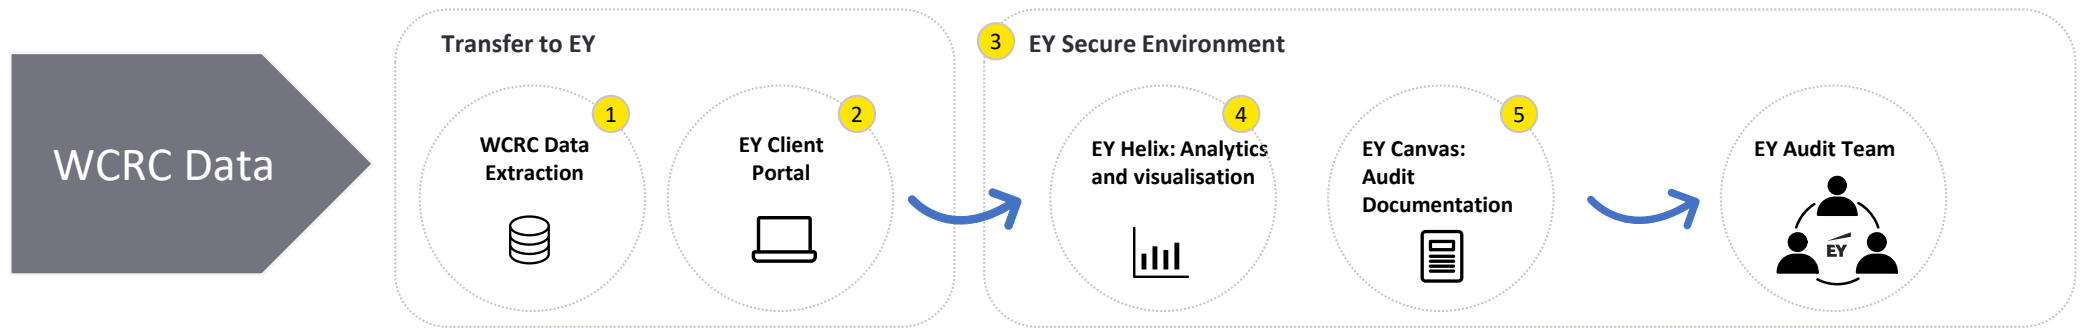 WCRC Data
Transfer to EY
1
WCRC Data
Extraction
2
EY Client
Portal
3
EY Secure Environment
4
EY Helix: Analytics
and visualisation
5
EY Canvas:
Audit
Documentation
EY Audit Team
EY